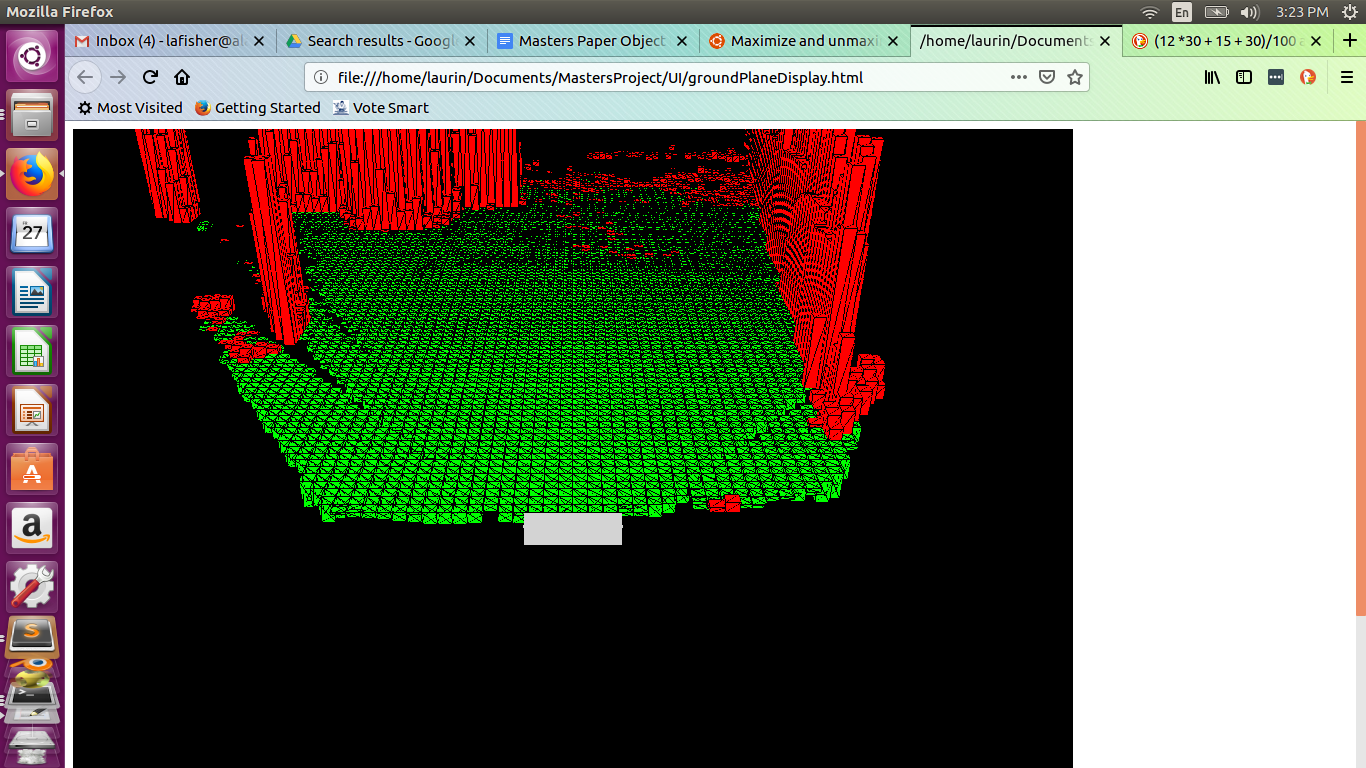 Mozilla Firefox
En
3:23 PM
Inbox (4) - lafisher@al
Search results - Googl
Masters Paper Object
Maximize and unmaxi
/home/laurin/Documents
(12 *30 + 15 + 30)/100 a
file:///home/laurin/Documents/MastersProject/UI/groundPlaneDisplay.html
Most Visited
Getting Started
Vote Smart
27